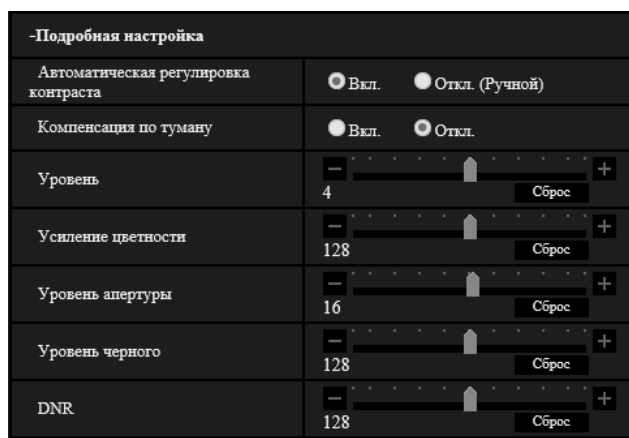 -Подробная настройка
Автоматическая регулировка
контраста
Вкл. Откл. (Ручной)
Компенсация по туману
Вкл. Откл.
Уровень
4 Сброс
Усиление цветности
128 Сброс
Уровень апертуры
16 Сброс
Уровень черного
128 Сброс
DNR
128 Сброс